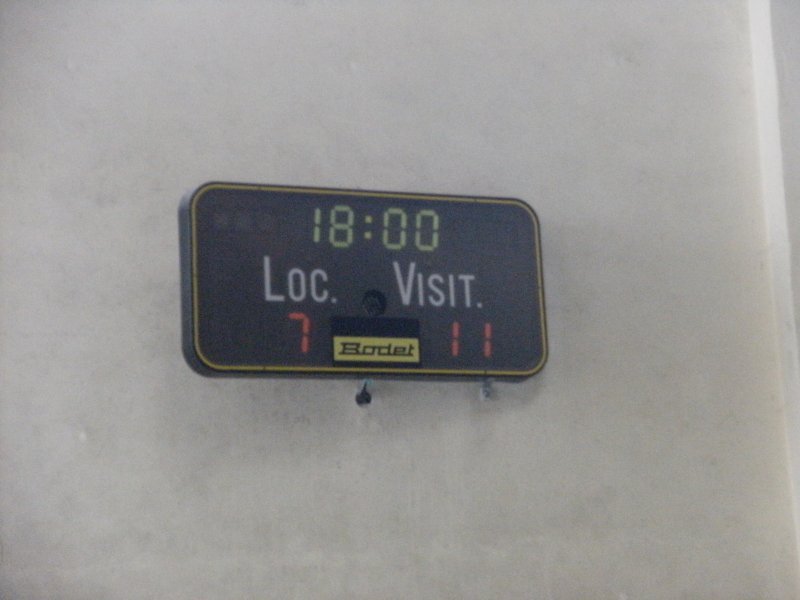 18:00
LOC. VISIT.
7 11
Bodet